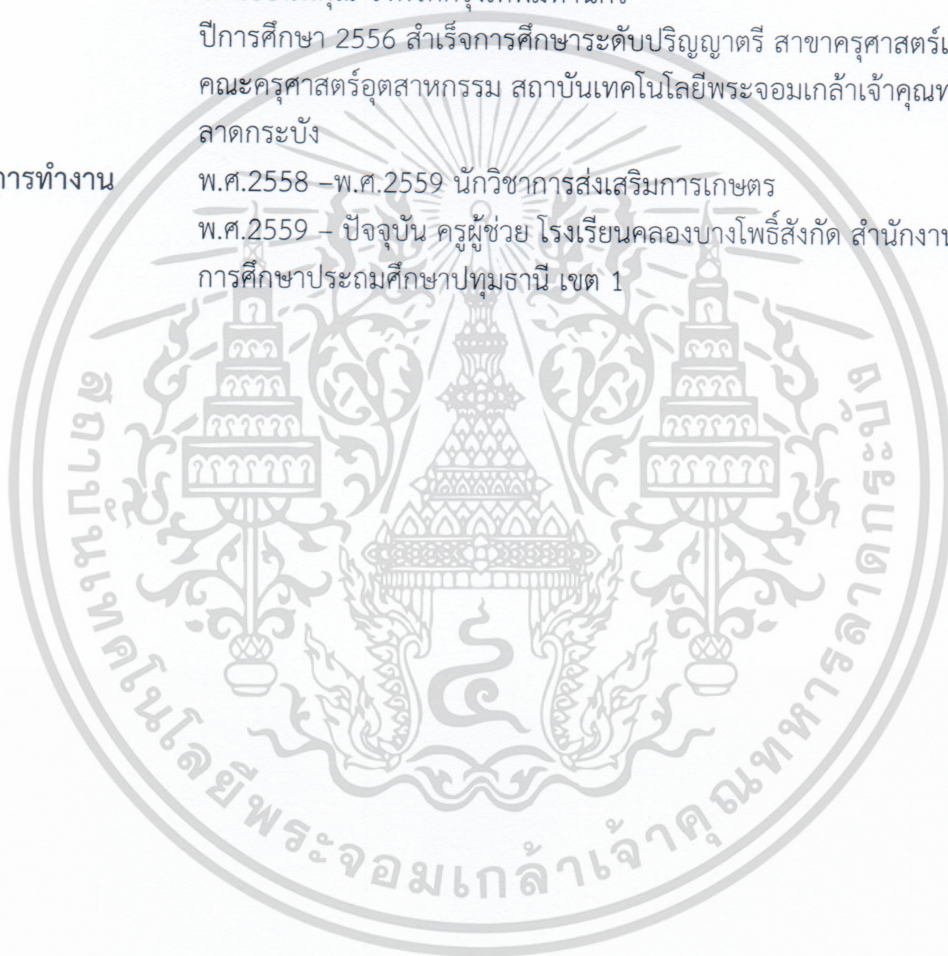 ปีการศึกษา 2556 สำเร็จการศึกษาระดับปริญญาตรี สาขาครุศาสตร์
คณะครุศาสตร์อุตสาหกรรม สถาบันเทคโนโลยีพระจอมเกล้าเจ้าคุณท
ลาดกระบัง
การทำงาน พ.ศ.2558 –พ.ศ.2559 นักวิชาการส่งเสริมการเกษตร
พ.ศ.2559 – ปัจจุบัน ครูผู้ช่วย โรงเรียนคลองบางโพธิ์สังกัด สำนักงาน
การศึกษาประถมศึกษาปทุมธานี เขต 1
สถาบันเทคโนโลยีพระจอมเกล้าเจ้าคุณทหารลาดกระบัง
๔